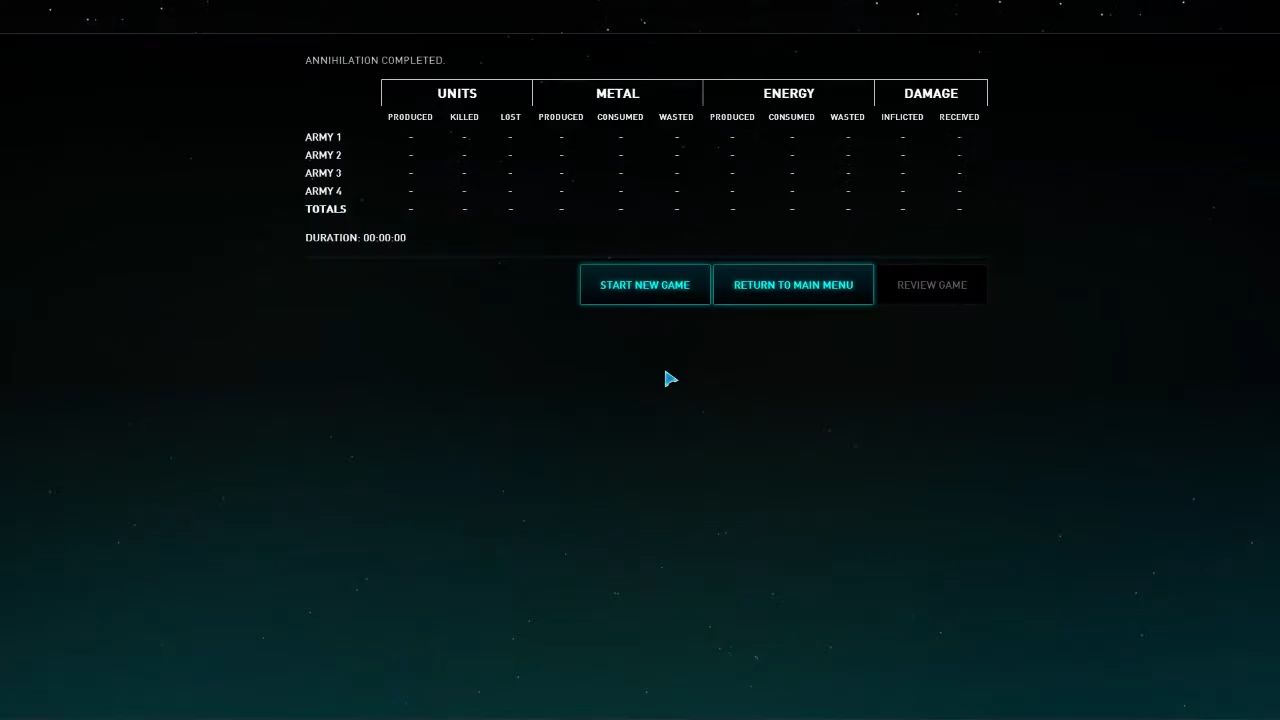 ANNIHILATION COMPLETED.
UNITS METAL ENERGY DAMAGE
PRODUCED KILLED LOST PRODUCED CONSUMED WASTED PRODUCED CONSUMED WASTED INFLICTED RECEIVED
ARMY 1 - - - - - - - - - - -
ARMY 2 - - - - - - - - - - -
ARMY 3 - - - - - - - - - - -
ARMY 4 - - - - - - - - - - -
TOTALS - - - - - - - - - - -
DURATION: 00:00:00
START NEW GAME RETURN TO MAIN MENU REVIEW GAME